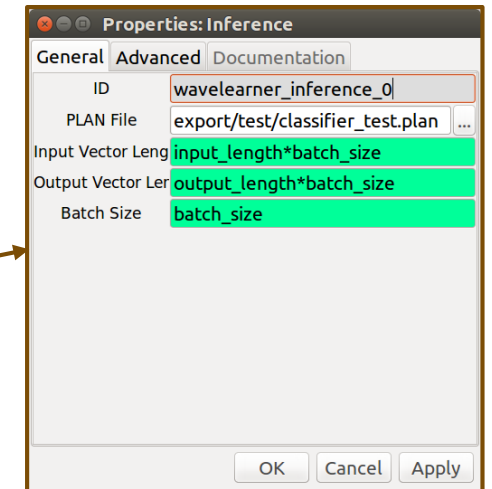 Properties: Inference
General Advanced Documentation
ID wavelearner_inference_0
PLAN File export/test/classifier_test.plan ...
Input Vector Leng input_length*batch_size
Output Vector Ler output_length*batch_size
Batch Size batch_size
OK Cancel Apply